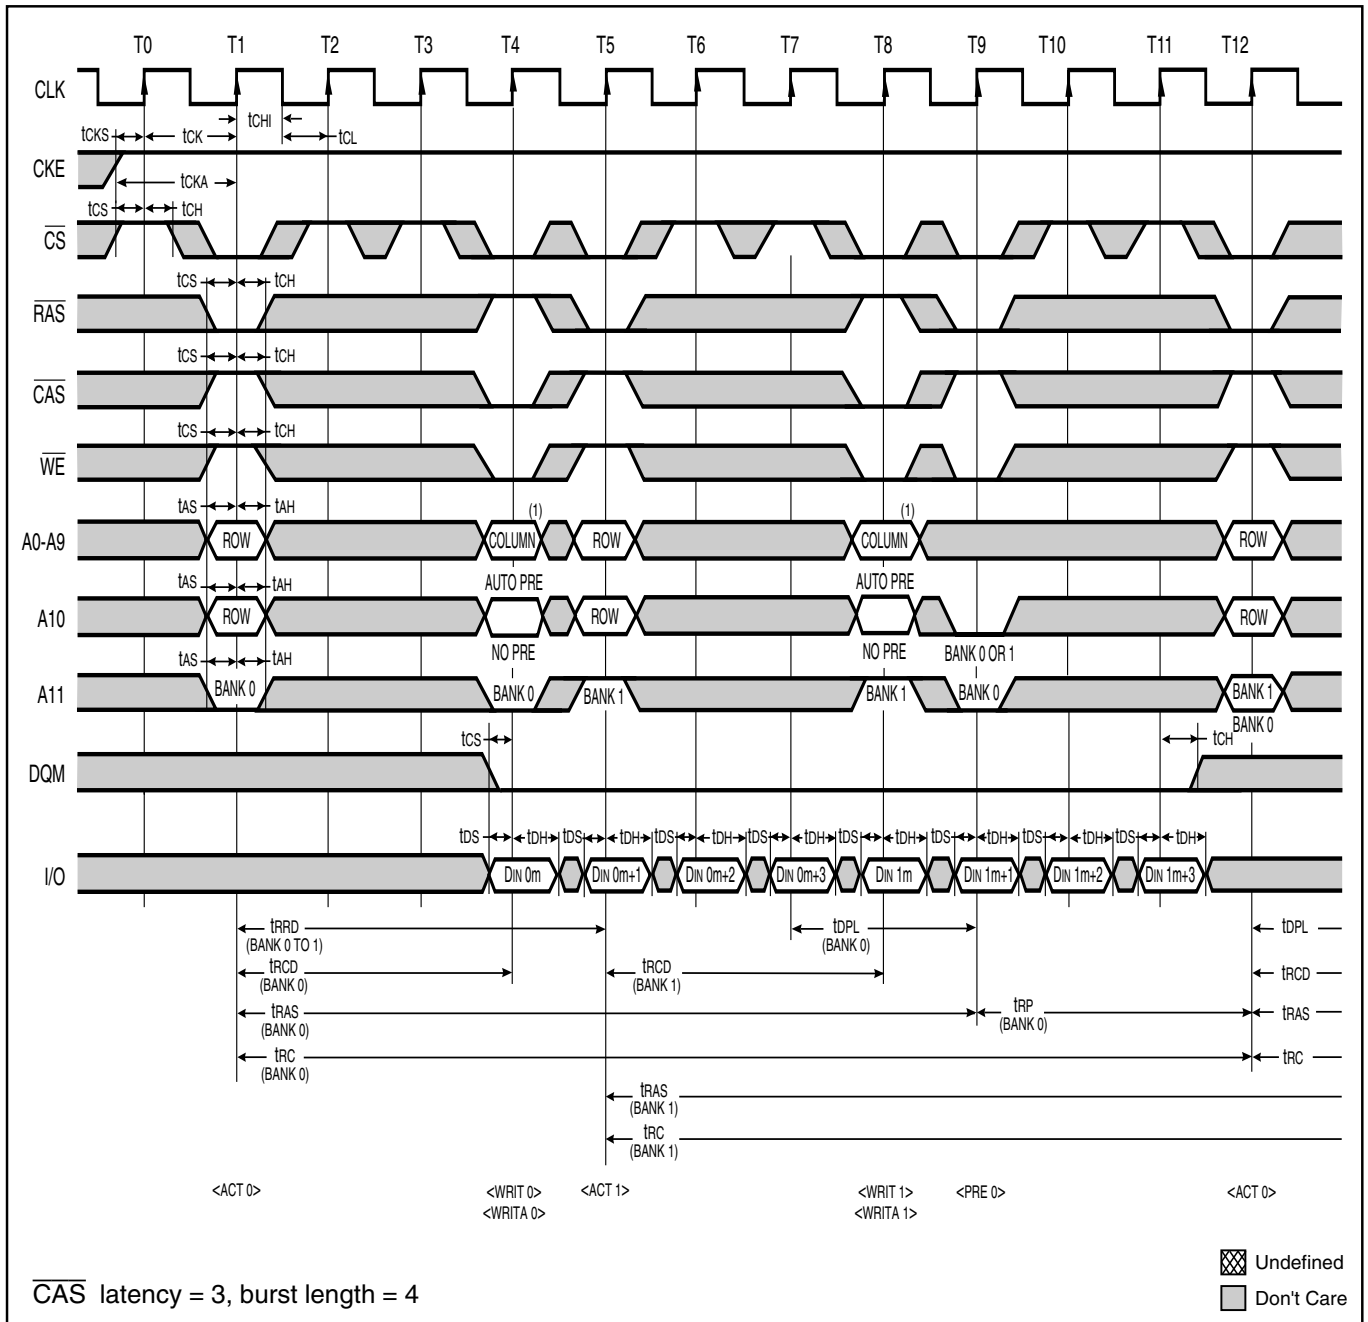 T0 T1 T2 T3 T4 T5 T6 T7 T8 T9 T10 T11 T12
CLK
tCHI
tCKS tCK tCL
CKE
tCKA
tCS tCH
CS
tCS tCH
RAS
tCS tCH
CAS
tCS tCH
WE
tAS tAH (1) (1)
A0-A9 ROW COLUMN ROW COLUMN ROW
tAS tAH AUTO PRE AUTO PRE
A10 ROW ROW ROW
NO PRE NO PRE BANK 0 OR 1
tAS tAH
A11 BANK 0 BANK 0 BANK 1 BANK 1 BANK 0 BANK 1
BANK 0
tCS tCH
DQM
tDS tDH tDS tDH tDS tDH tDS tDH tDS tDH tDS tDH tDS tDH tDS tDH
I/O DIN 0m DIN 0m+1 DIN 0m+2 DIN 0m+3 DIN 1m DIN 1m+1 DIN 1m+2 DIN 1m+3
tRRD tDPL tDPL
(BANK 0 TO 1) (BANK 0)
tRCD tRCD tRCD
(BANK 0) (BANK 1)
tRAS tRP tRAS
(BANK 0) (BANK 0)
tRC tRC
(BANK 0)
tRAS
(BANK 1)
tRC
(BANK 1)
<ACT 0> <WRIT 0> <ACT 1> <WRIT 1> <PRE 0> <ACT 0>
<WRITA 0> <WRITA 1>
Undefined
CAS latency = 3, burst length = 4
Don't Care